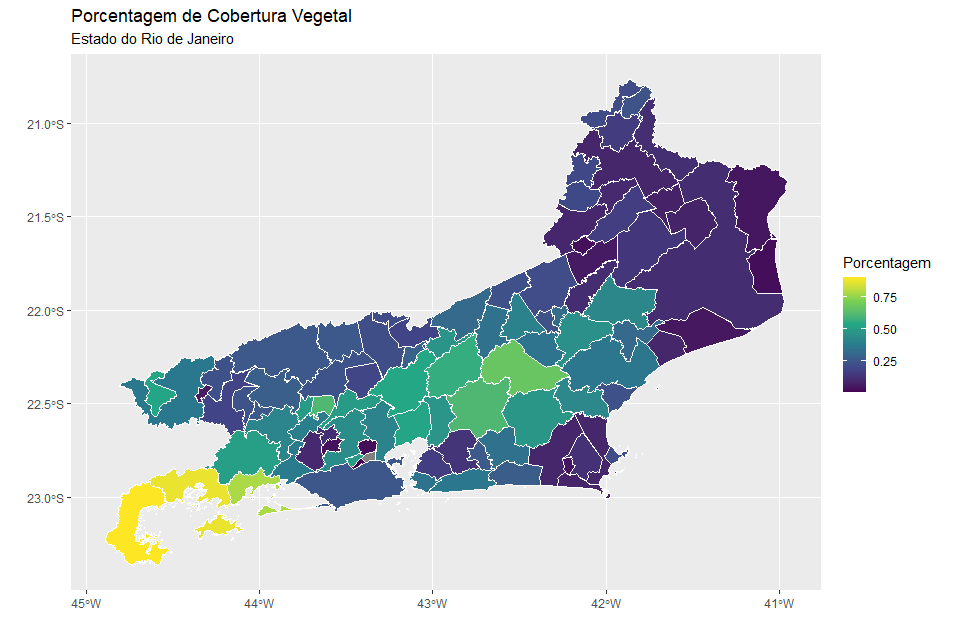 Porcentagem de Cobertura Vegetal
Estado do Rio de Janeiro
21.0°S
21.5°S
22.0°S
22.5°S
23.0°S
45°W
44°W
43°W
42°W
41°W
Porcentagem
0.75
0.50
0.25